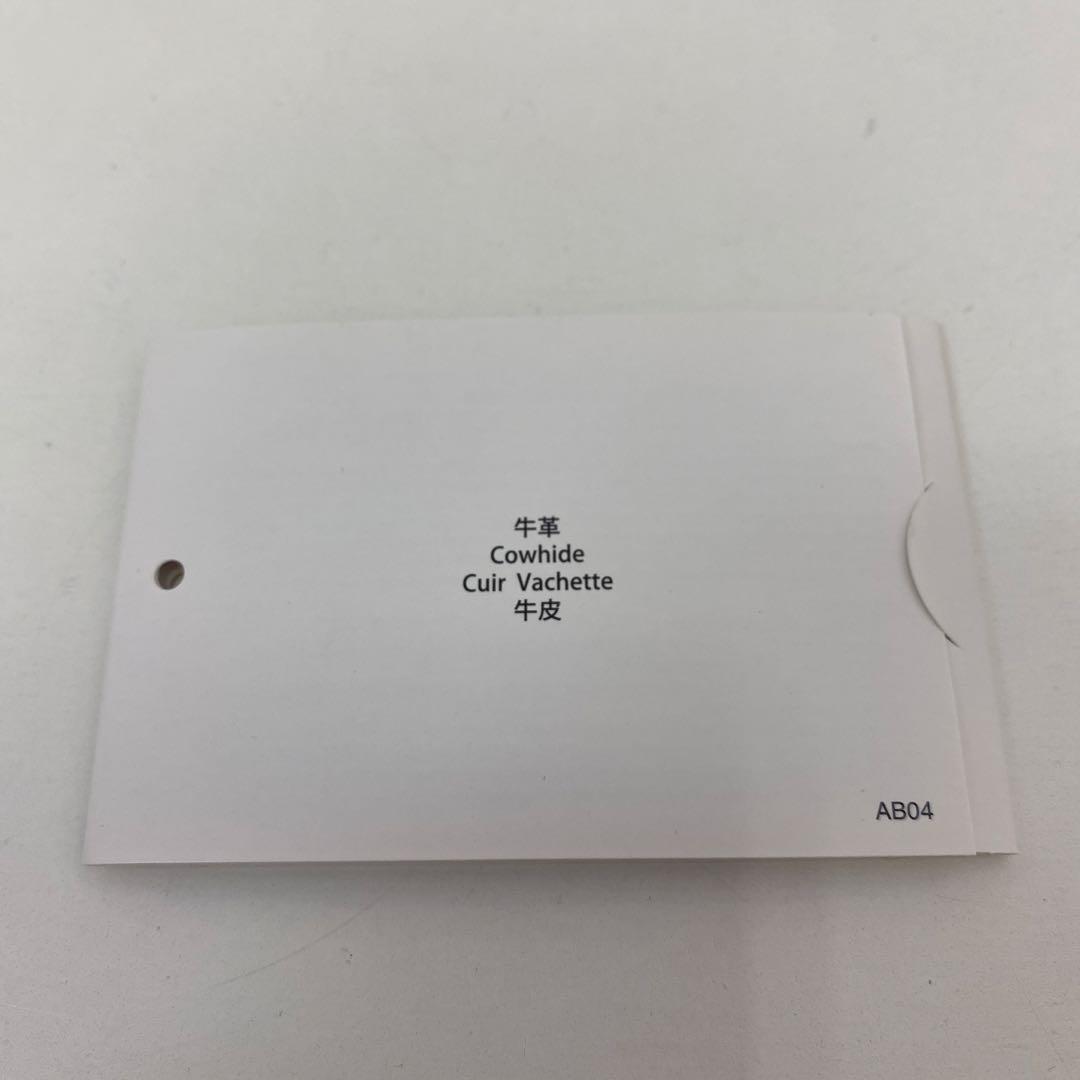 牛革
Cowhide
Cuir Vachette
牛皮
AB04